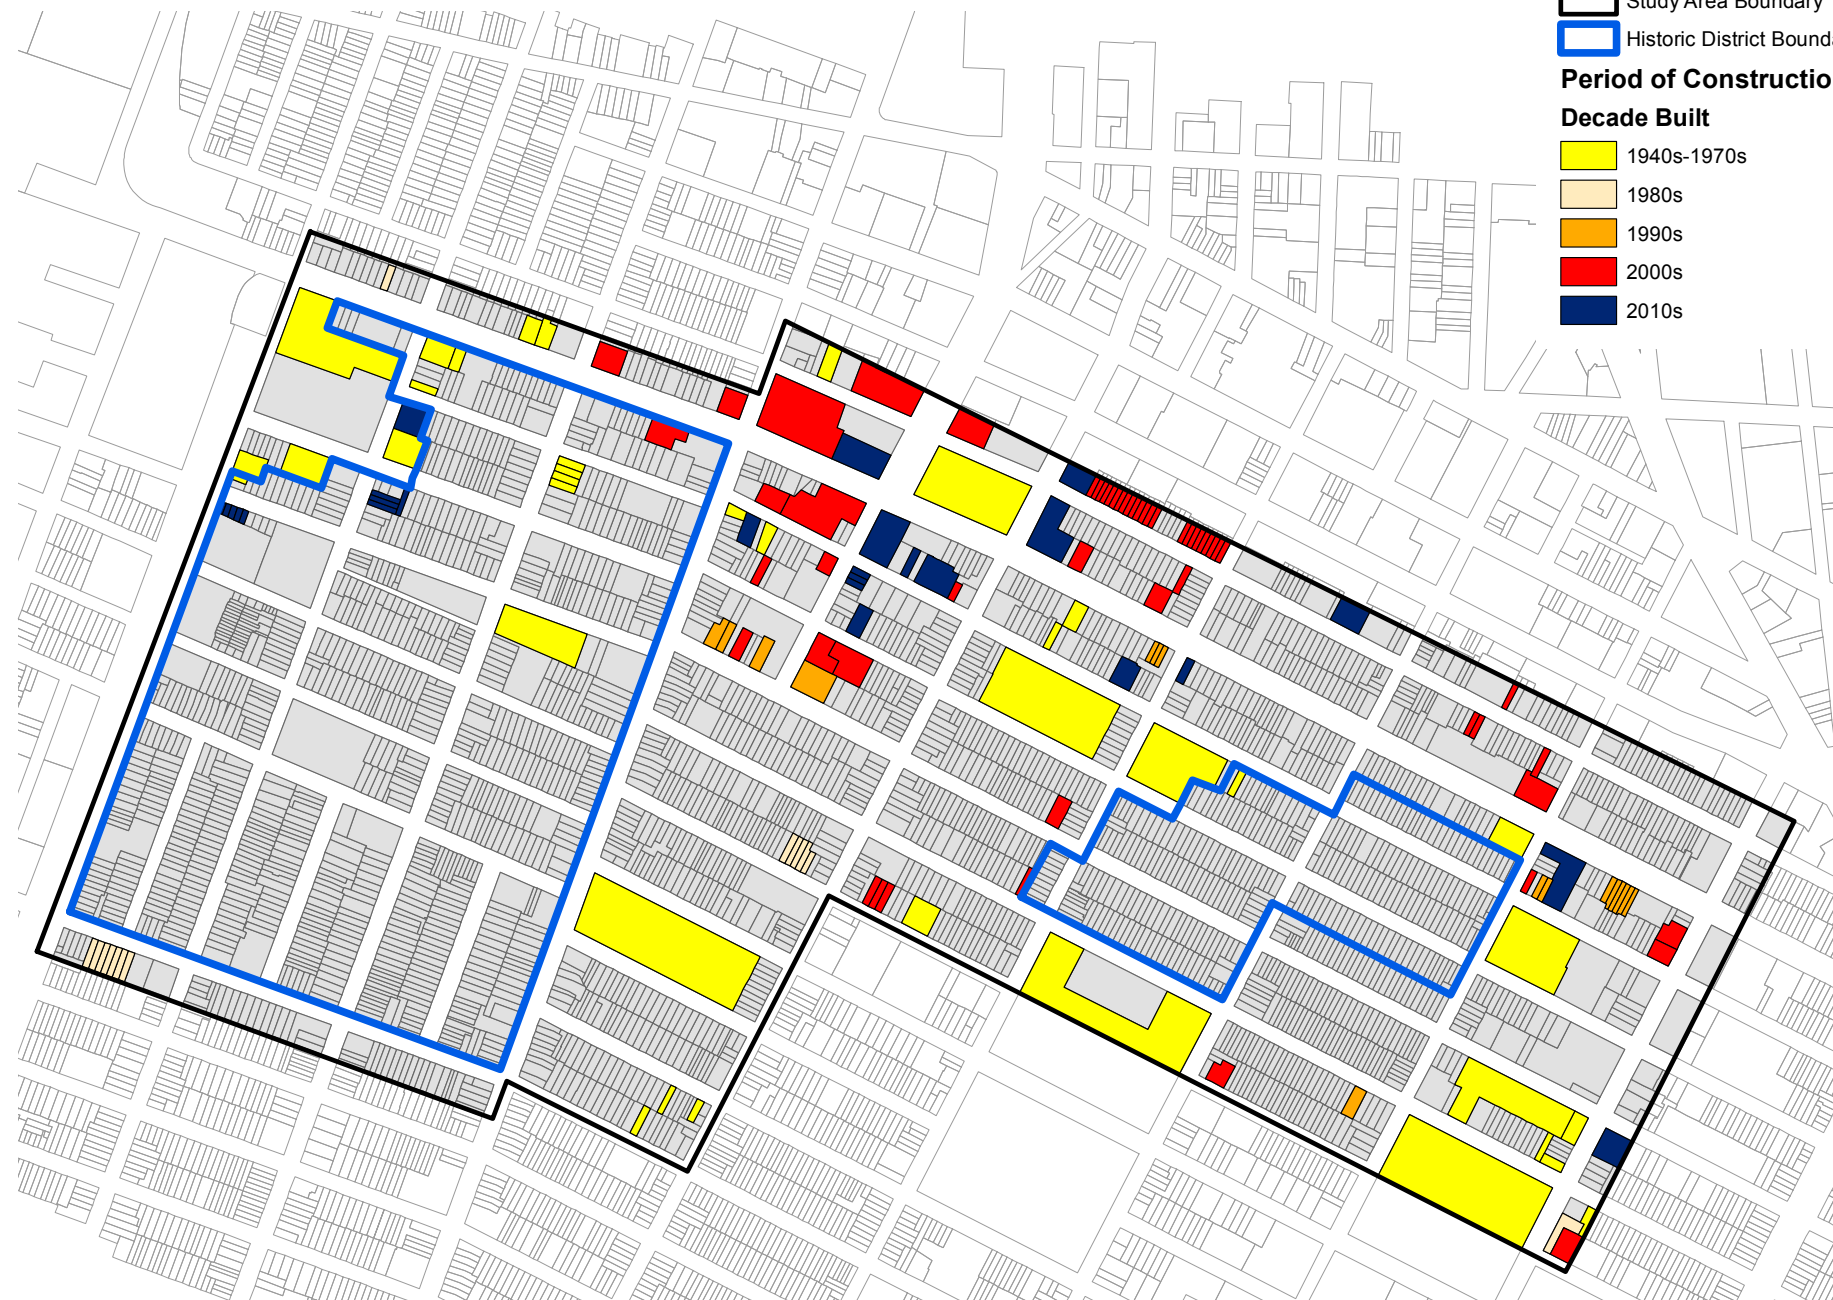 Study Area Boundary
Historic District Bound
Period of Constructio
Decade Built
1940s-1970s
1980s
1990s
2000s
2010s